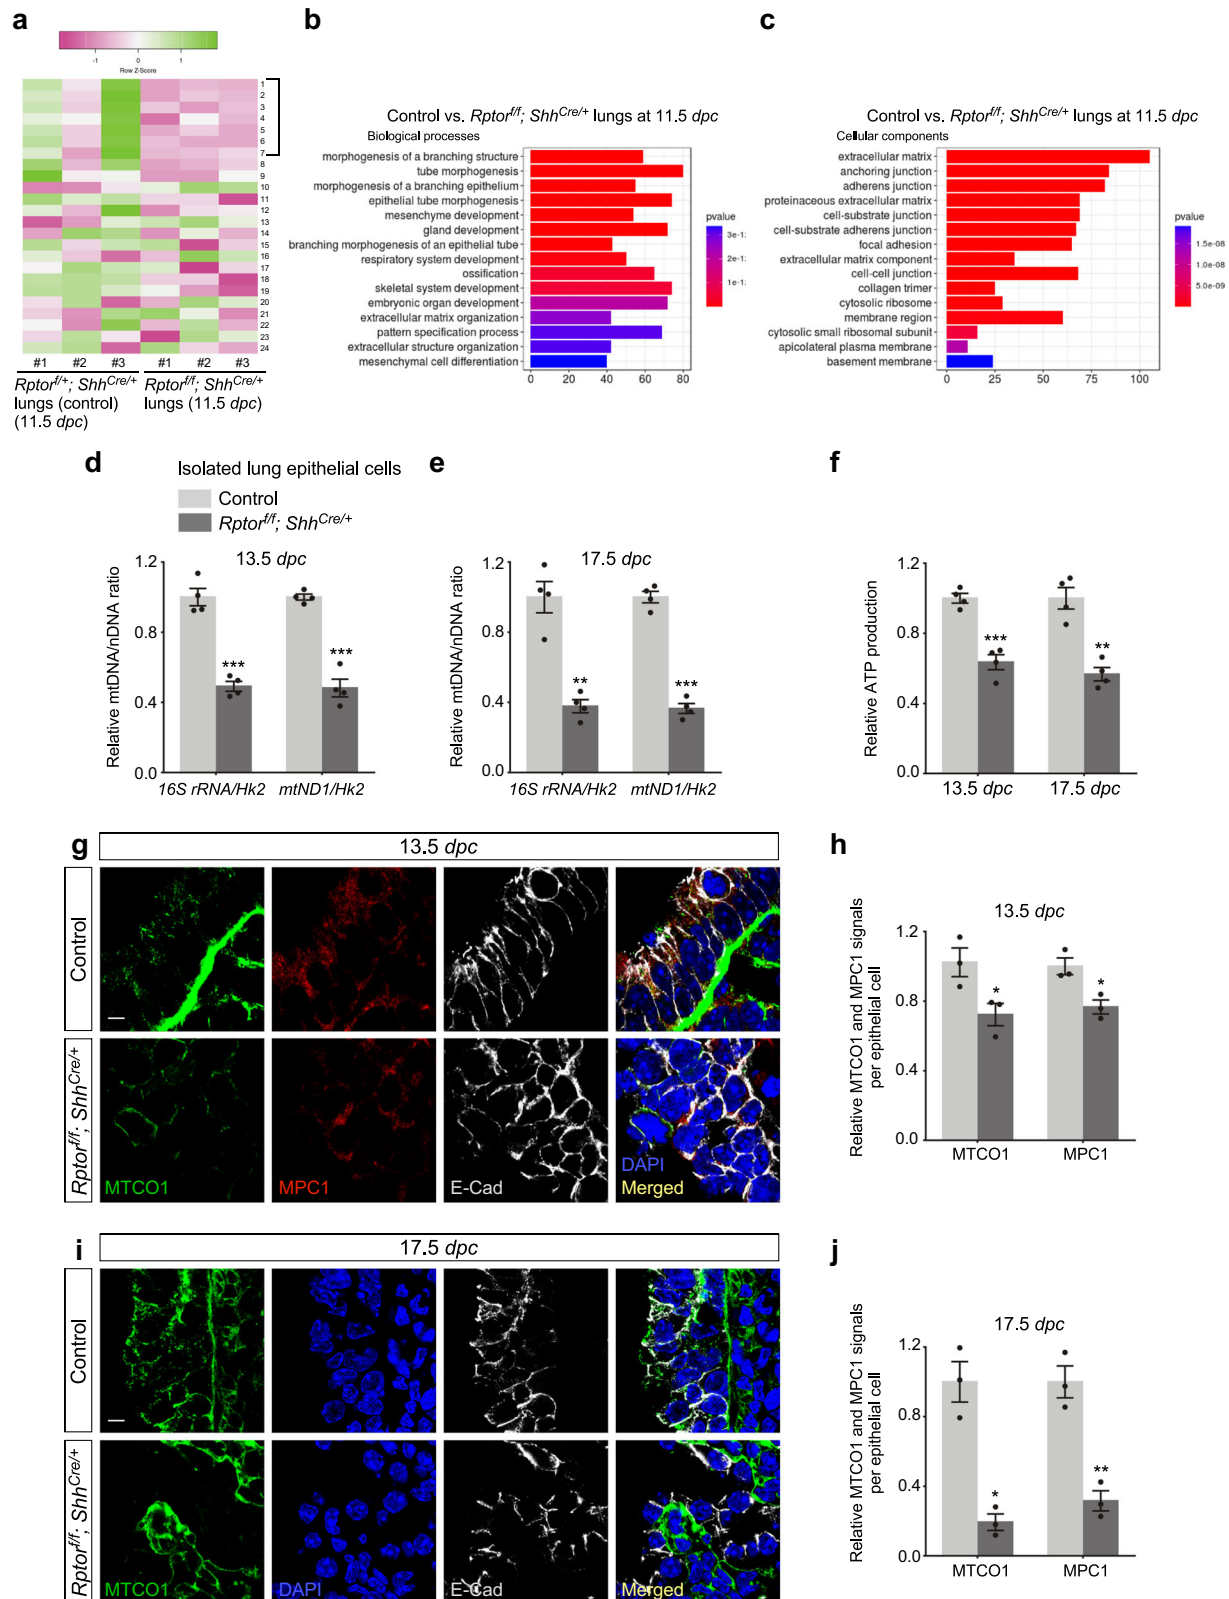 a
-1 0 1
Row Z-Score
1
2
3
4
5
6
7
8
9
10
11
12
13
14
15
16
17
18
19
20
21
22
23
24
#1 #2 #3 #1 #2 #3
Rptorf/+; ShhCre/+ lungs (control) (11.5 dpc)
Rptorf/f; ShhCre/+ lungs (11.5 dpc)
b
Control vs. Rptorf/f; ShhCre/+ lungs at 11.5 dpc
Biological processes
morphogenesis of a branching structure
tube morphogenesis
morphogenesis of a branching epithelium
epithelial tube morphogenesis
mesenchyme development
gland development
branching morphogenesis of an epithelial tube
respiratory system development
ossification
skeletal system development
embryonic organ development
extracellular matrix organization
pattern specification process
extracellular structure organization
mesenchymal cell differentiation
0 20 40 60 80
pvalue
3e-1
2e-1
1e-1
c
Control vs. Rptorf/f; ShhCre/+ lungs at 11.5 dpc
Cellular components
extracellular matrix
anchoring junction
adherens junction
proteinaceous extracellular matrix
cell-substrate junction
cell-substrate adherens junction
focal adhesion
extracellular matrix component
cell-cell junction
collagen trimer
cytosolic ribosome
membrane region
cytosolic small ribosomal subunit
apicolateral plasma membrane
basement membrane
0 25 50 75 100
pvalue
1.5e-08
1.0e-08
5.0e-09
d
Isolated lung epithelial cells
Control
Rptorf/f; ShhCre/+
13.5 dpc
Relative mtDNA/nDNA ratio
1.2
0.8
0.4
0.0
***
***
16S rRNA/Hk2 mtND1/Hk2
e
17.5 dpc
Relative mtDNA/nDNA ratio
1.2
0.8
0.4
0.0
**
***
16S rRNA/Hk2 mtND1/Hk2
f
Relative ATP production
1.2
0.8
0.4
0.0
***
**
13.5 dpc 17.5 dpc
g
13.5 dpc
Control
Rptorf/f; ShhCre/+
MTCO1
MPC1
E-Cad
DAPI
Merged
h
13.5 dpc
Relative MTCO1 and MPC1 signals
per epithelial cell
1.2
0.8
0.4
0.0
*
*
MTCO1 MPC1
i
17.5 dpc
Control
Rptorf/f; ShhCre/+
MTCO1
DAPI
E-Cad
Merged
j
17.5 dpc
Relative MTCO1 and MPC1 signals
per epithelial cell
1.2
0.8
0.4
0.0
*
**
MTCO1 MPC1